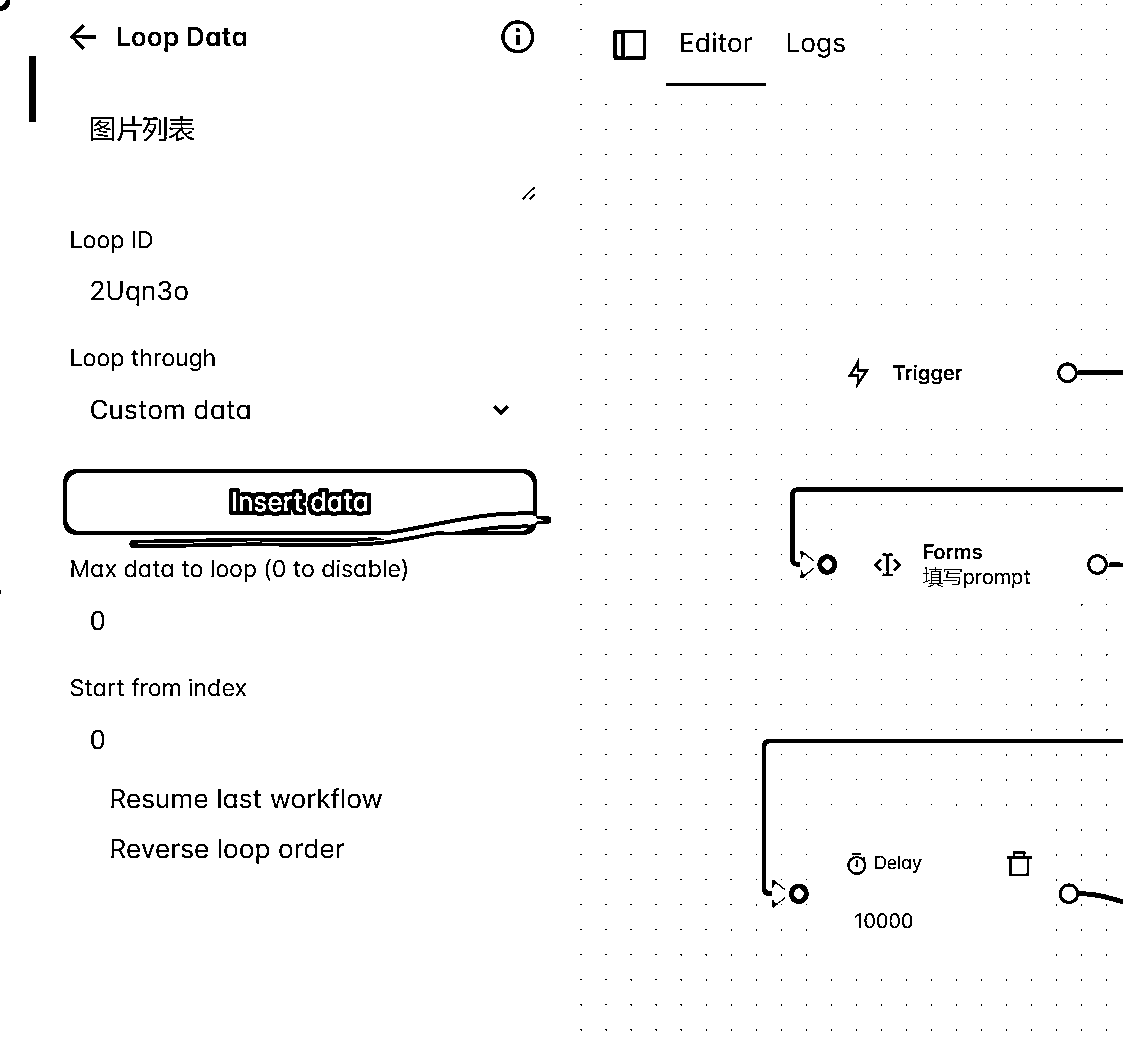 Loop Data
图片列表
Loop ID
2Uqn3o
Loop through
Custom data
Insert data
Max data to loop (0 to disable)
0
Start from index
0
Resume last workflow
Reverse loop order
Editor
Logs
Trigger
Forms
填写prompt
Delay
10000